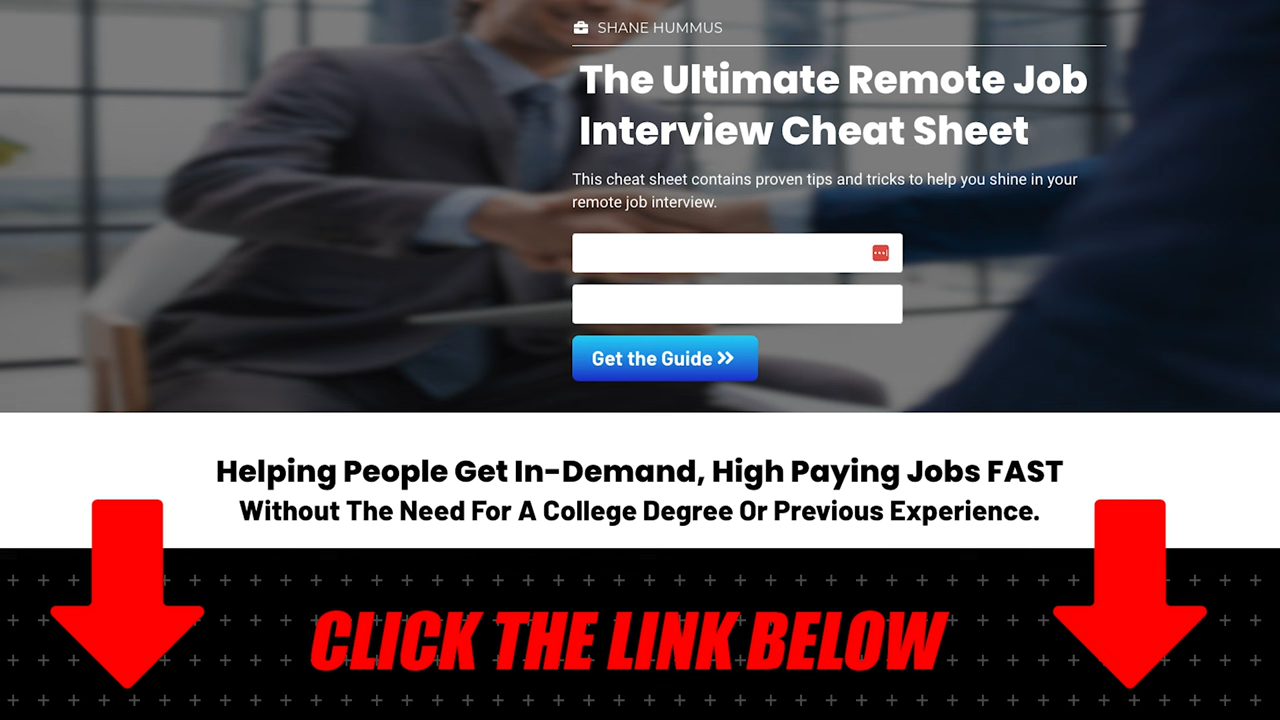 SHANE HUMMUS
The Ultimate Remote Job
Interview Cheat Sheet
This cheat sheet contains proven tips and tricks to help you shine in your
remote job interview.
Get the Guide
Helping People Get In-Demand, High Paying Jobs FAST
Without The Need For A College Degree Or Previous Experience.
CLICK THE LINK BELOW